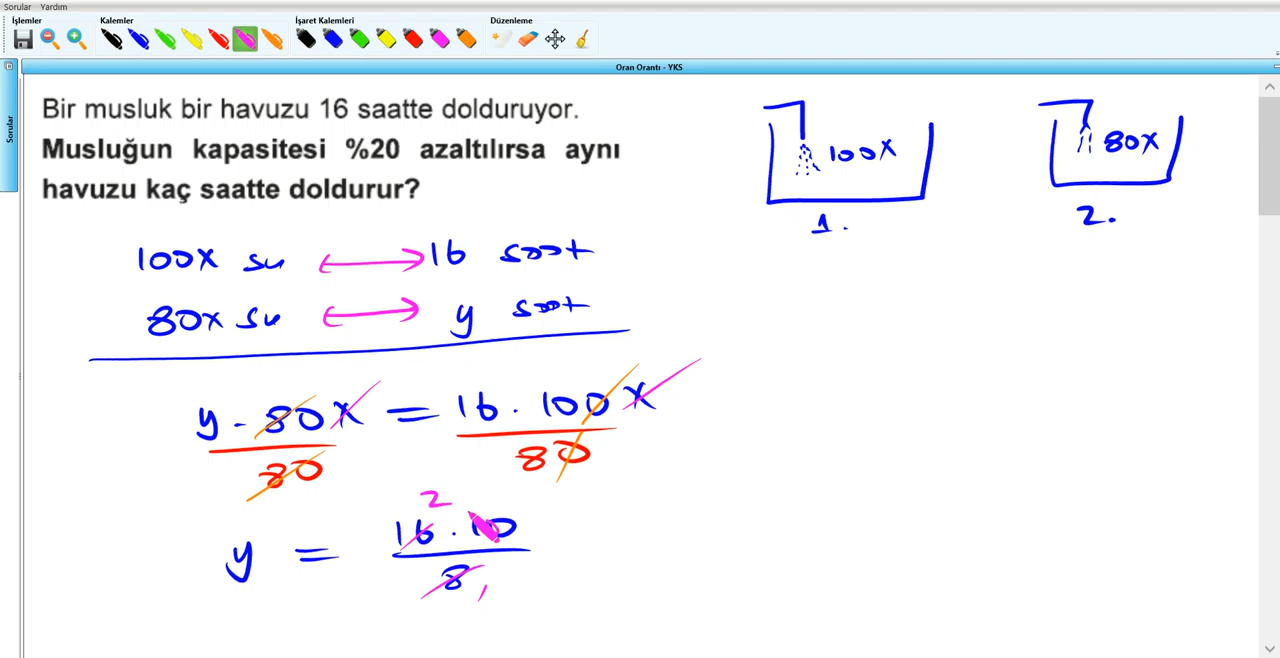 Sorular Yardım
İşlemler Kalemler İşaret Kalemleri Düzenleme
Oran Orantı - YKS
Sorular
Bir musluk bir havuzu 16 saatte dolduruyor.
Musluğun kapasitesi %20 azaltılırsa aynı
havuzu kaç saatte doldurur?
100x
1.
80x
2.
100x su ⟷ 16 saat
80x su ⟷ y saat
y . 80x = 16 . 100x
80 80
2
y = 16 . 10
8 1